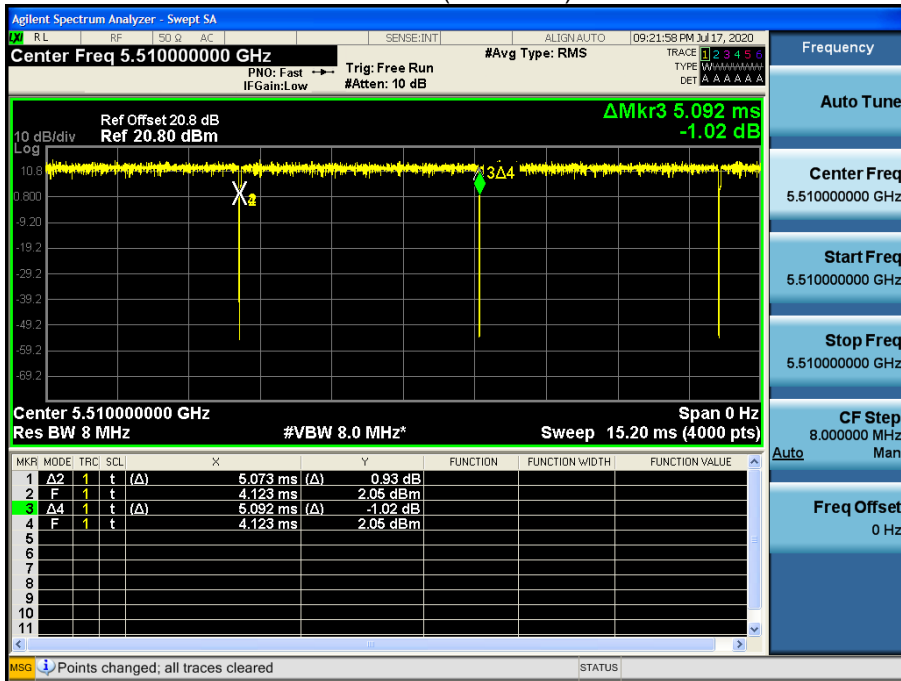 Agilent Spectrum Analyzer - Swept SA
LXI RL RF 50 Ω AC SENSE:INT ALIGN AUTO 09:21:58 PM Jul 17, 2020
Center Freq 5.510000000 GHz #Avg Type: RMS TRACE 1 2 3 4 5 6
PNO: Fast Trig: Free Run TYPE WWWWWW
IFGain:Low #Atten: 10 dB DET A A A A A A
Frequency
Auto Tune
Center Freq
5.510000000 GHz
Start Freq
5.510000000 GHz
Stop Freq
5.510000000 GHz
CF Step
8.000000 MHz
Auto Man
Freq Offset
0 Hz
Ref Offset 20.8 dB ΔMkr3 5.092 ms
10 dB/div Ref 20.80 dBm -1.02 dB
Log
10.8
3Δ4
0.800
-9.20
-19.2
-29.2
-39.2
-49.2
-59.2
-69.2
Center 5.510000000 GHz Span 0 Hz
Res BW 8 MHz #VBW 8.0 MHz* Sweep 15.20 ms (4000 pts)
MKR MODE TRC SCL X Y FUNCTION FUNCTION WIDTH FUNCTION VALUE
1 Δ2 1 t (Δ) 5.073 ms (Δ) 0.93 dB
2 F 1 t 4.123 ms 2.05 dBm
3 Δ4 1 t (Δ) 5.092 ms (Δ) -1.02 dB
4 F 1 t 4.123 ms 2.05 dBm
5
6
7
8
9
10
11
MSG Points changed; all traces cleared STATUS